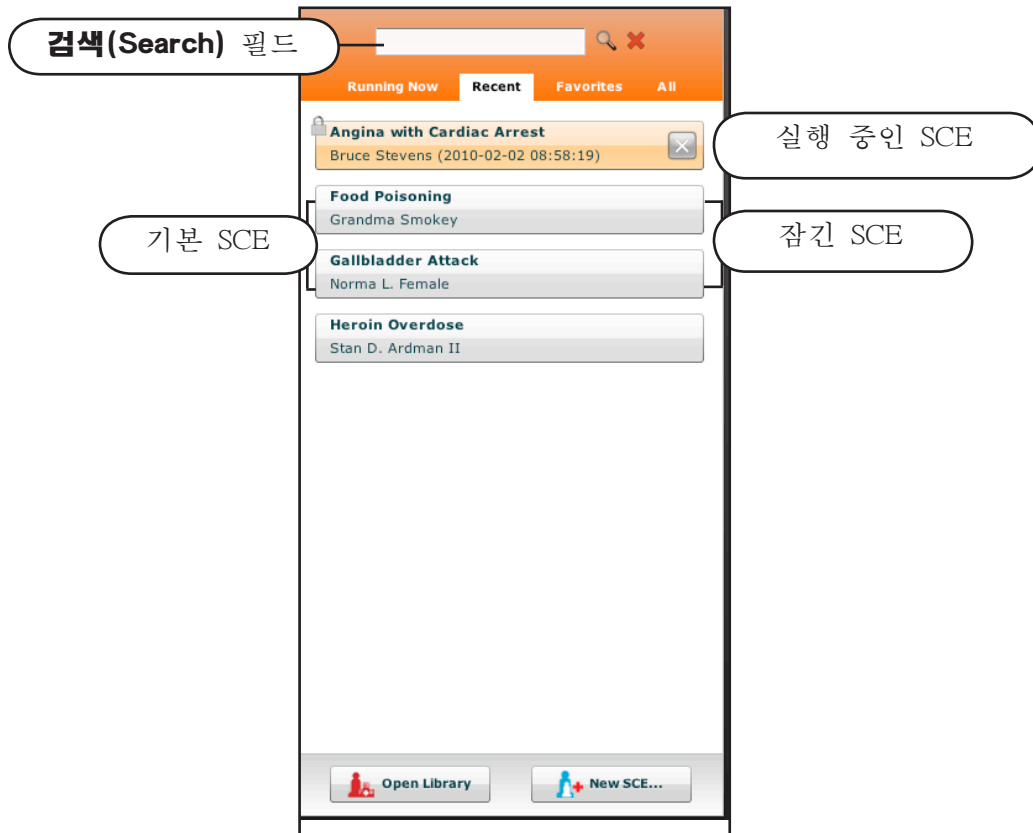 검색(Search) 필드
Running Now Recent Favorites All
Angina with Cardiac Arrest
Bruce Stevens (2010-02-02 08:58:19)
실행 중인 SCE
Food Poisoning
Grandma Smokey
기본 SCE
잠긴 SCE
Gallbladder Attack
Norma L. Female
Heroin Overdose
Stan D. Ardman II
Open Library
New SCE...